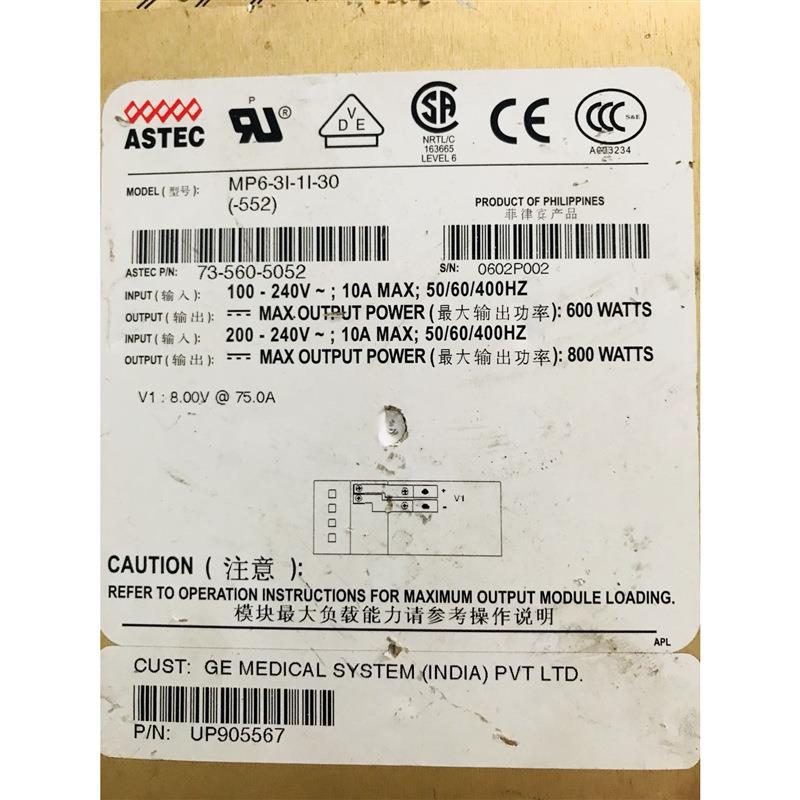 ASTEC
P
R
V
D E
SA
NRTL/C
163665
LEVEL 6
CE
CCC
S&E
A003234
MODEL ( 型号 ): MP6-3I-1I-30
(-552)
PRODUCT OF PHILIPPINES
菲律宾产品
ASTEC P/N: 73-560-5052
S/N: 0602P002
INPUT ( 输入 ): 100 - 240V ~ ; 10A MAX; 50/60/400HZ
OUTPUT ( 输出 ): MAX OUTPUT POWER ( 最大输出功率 ): 600 WATTS
INPUT ( 输入 ): 200 - 240V ~ ; 10A MAX; 50/60/400HZ
OUTPUT ( 输出 ): MAX OUTPUT POWER ( 最大输出功率 ): 800 WATTS
V1 : 8.00V @ 75.0A
+
V1
-
CAUTION ( 注意 ):
REFER TO OPERATION INSTRUCTIONS FOR MAXIMUM OUTPUT MODULE LOADING.
模块最大负载能力请参考操作说明
APL
CUST: GE MEDICAL SYSTEM (INDIA) PVT LTD.
P/N: UP905567